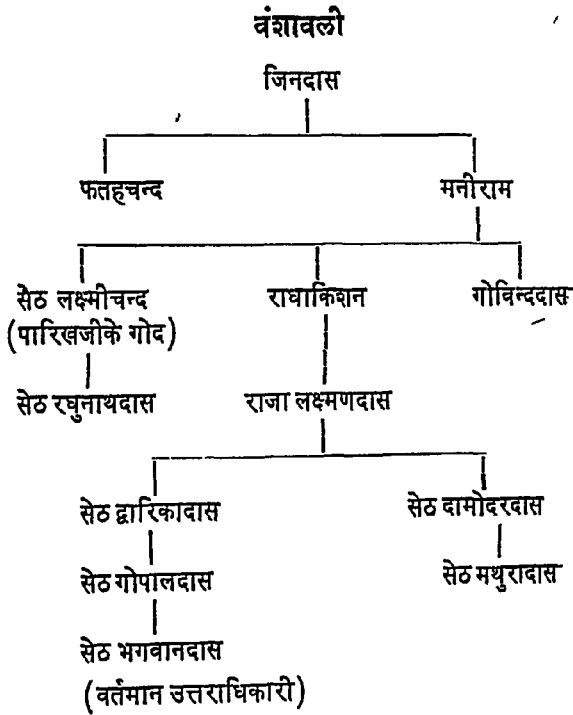 वंशावली
जिनदास
फतहचन्द मनीराम
सेठ लक्ष्मीचन्द राधाकिशन गोविन्ददास
(पारिखजीके गोद)
सेठ रघुनाथदास राजा लक्ष्मणदास
सेठ द्वारिकादास सेठ दामोदरदास
सेठ गोपालदास सेठ मथुरादास
सेठ भगवानदास
(वर्तमान उत्तराधिकारी)